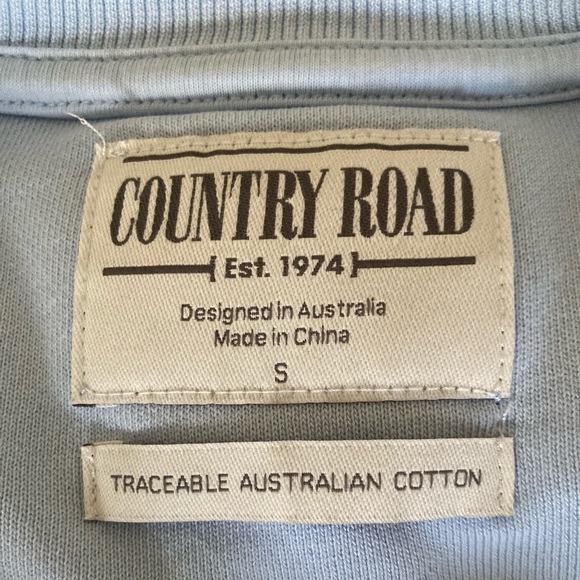 COUNTRY ROAD
{Est. 1974}
Designed in Australia
Made in China
S
TRACEABLE AUSTRALIAN COTTON